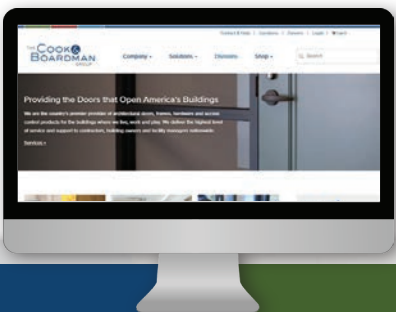 Contact & Help | Locations | Careers | Login | Cart
THE COOK & BOARDMAN GROUP
Company Solutions Divisions Shop Search
Providing the Doors that Open America's Buildings
We are the country's premier provider of architectural doors, frames, hardware and access
control products for the buildings where we live, work and play. We deliver the highest level
of service and support to contractors, building owners and facility managers nationwide.
Services >